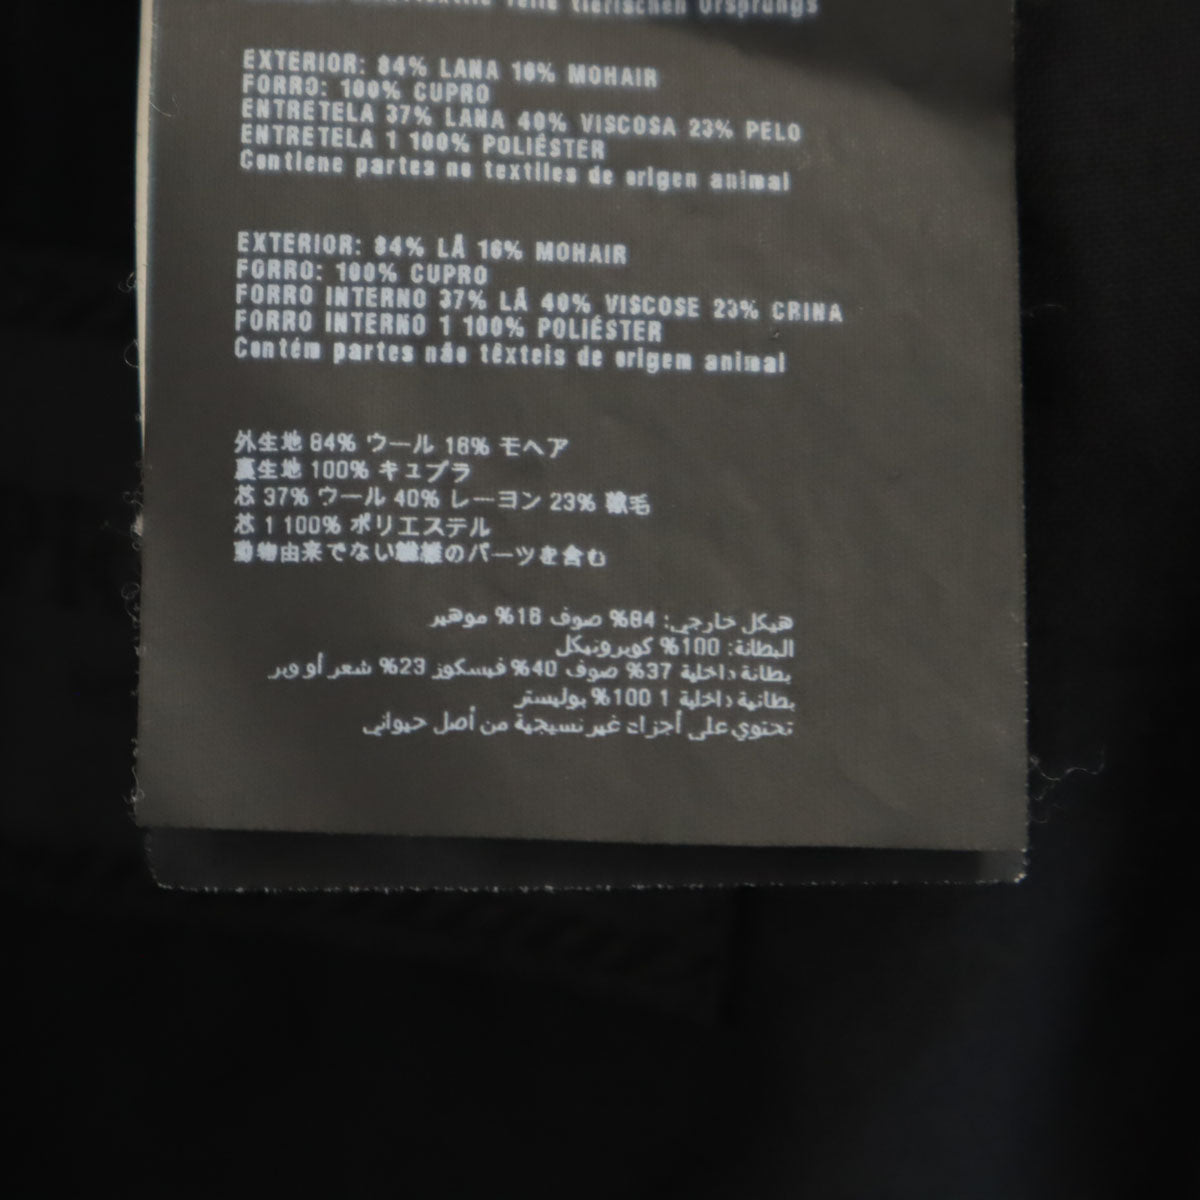 teile tierischen Ursprungs
EXTERIOR: 84% LANA 16% MOHAIR
FORRO: 100% CUPRO
ENTRETELA 37% LANA 40% VISCOSA 23% PELO
ENTRETELA 1 100% POLIÉSTER
Contiene partes no textiles de origen animal
EXTERIOR: 84% LÃ 16% MOHAIR
FORRO: 100% CUPRO
FORRO INTERNO 37% LÃ 40% VISCOSE 23% CRINA
FORRO INTERNO 1 100% POLIÉSTER
Contém partes não têxteis de origem animal
外生地 84% ウール 16% モヘア
裏生地 100% キュプラ
芯 37% ウール 40% レーヨン 23% 獣毛
芯 1 100% ポリエステル
動物由来でない繊維のパーツを含む
هيكل خارجي: 84% صوف 16% موهير
البطانة: 100% كوبرونيكل
بطانة داخلية 37% صوف 40% فيسكوز 23% شعر أو وبر
بطانية داخلية 1 100% بوليستر
تحتوي على أجزاء غير نسيجية من أصل حيواني